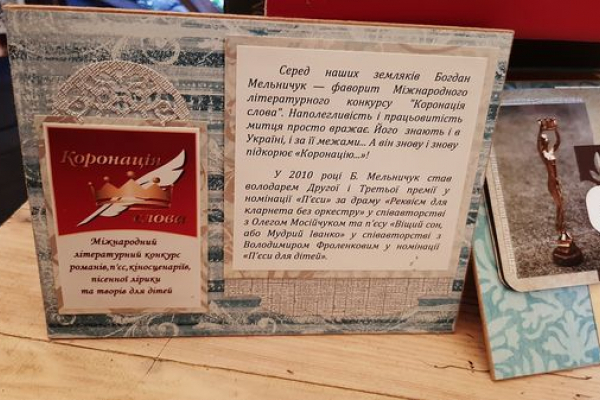 Коронація
слова
Міжнародний
літературний конкурс
романів,п'єс,кіносценаріїв,
пісенної лірики
та творів для дітей
Серед наших земляків Богдан
Мельничук — фаворит Міжнародного
літературного конкурсу "Коронація
слова". Наполегливість і працьовитість
митця просто вражає. Його знають і в
Україні, і за її межами... А він знову і знову
підкорює «Коронацію...»!
У 2010 році Б. Мельничук став
володарем Другої і Третьої премії у
номінації "П'єси" за драму «Реквієм для
кларнета без оркестру» у співавторстві
з Олегом Мосійчуком та п'єсу «Віщий сон,
або Мудрий Іванко» у співавторстві з
Володимиром Фроленковим у номінації
«П'єси для дітей».